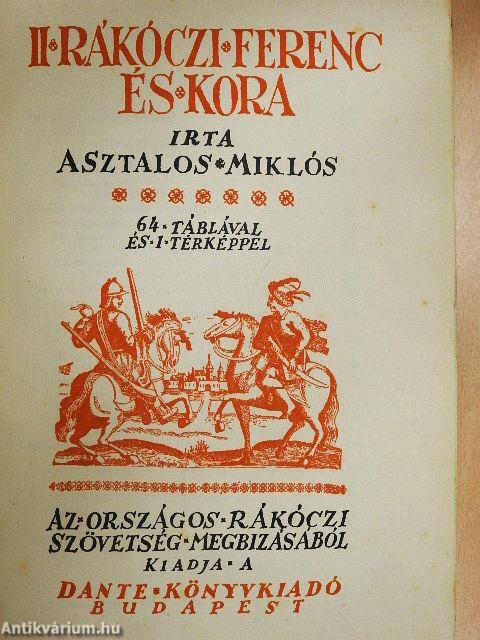 II·RÁKÓCZI·FERENC
ÉS·KORA
IRTA
ASZTALOS·MIKLÓS
64·TÁBLÁVAL
ÉS·1·TÉRKÉPPEL
AZ·ORSZÁGOS·RÁKÓCZI
SZÖVETSÉG·MEGBIZÁSÁBÓL
KIADJA·A
DANTE·KÖNYVKIADÓ
BUDAPEST
Antikvárium.hu